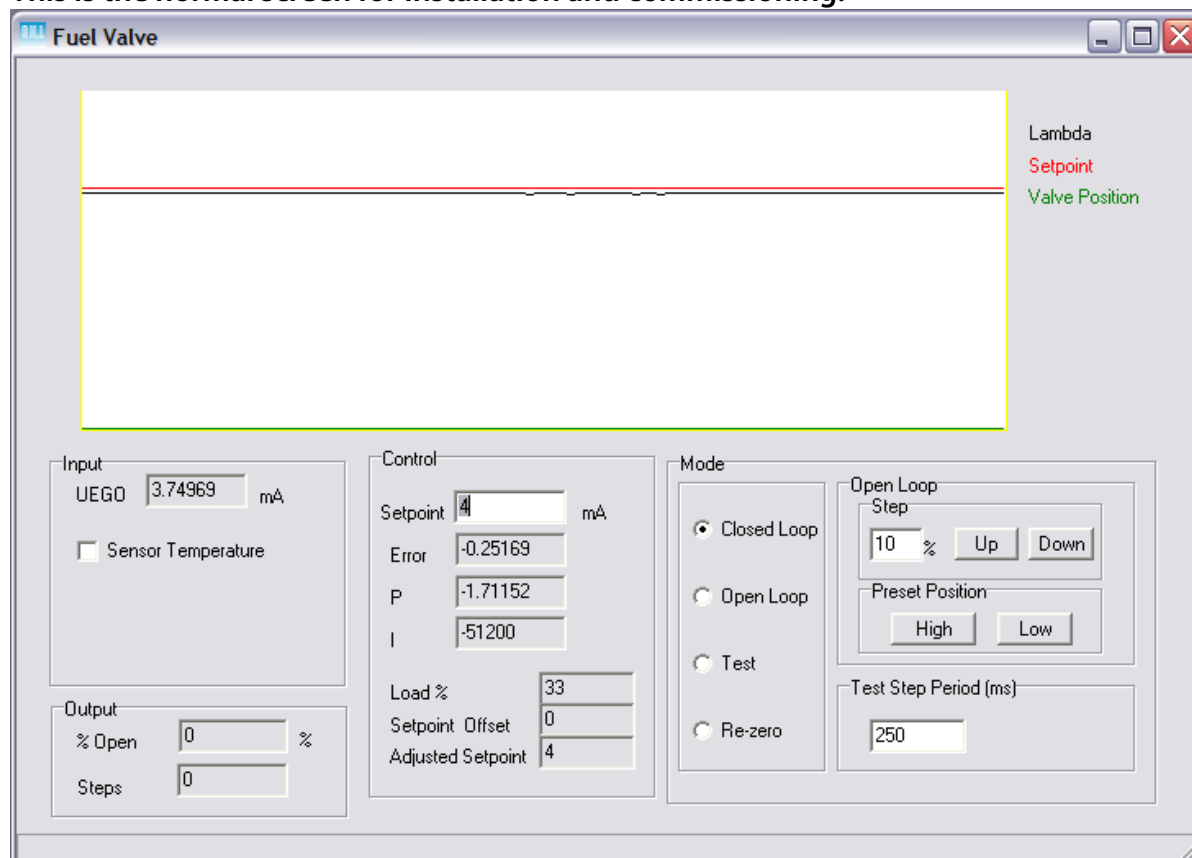 This is the normal screen for installation and commissioning.
Fuel Valve
Lambda
Setpoint
Valve Position
Input
UEGO 3.74969 mA
Sensor Temperature
Output
% Open 0 %
Steps 0
Control
Setpoint 4 mA
Error -0.25169
P -1.71152
I -51200
Load % 33
Setpoint Offset 0
Adjusted Setpoint 4
Mode
Closed Loop
Open Loop
Test
Re-zero
Open Loop
Step
10 % Up Down
Preset Position
High Low
Test Step Period (ms)
250